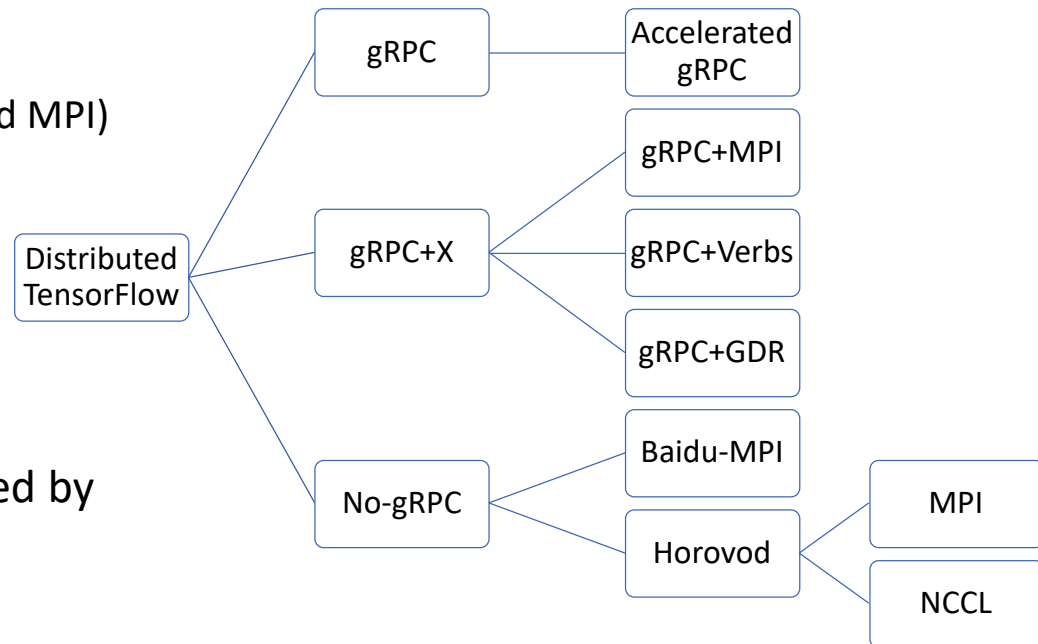 d MPI)
ed by
Distributed
TensorFlow
gRPC
Accelerated
gRPC
gRPC+X
gRPC+MPI
gRPC+Verbs
gRPC+GDR
No-gRPC
Baidu-MPI
Horovod
MPI
NCCL